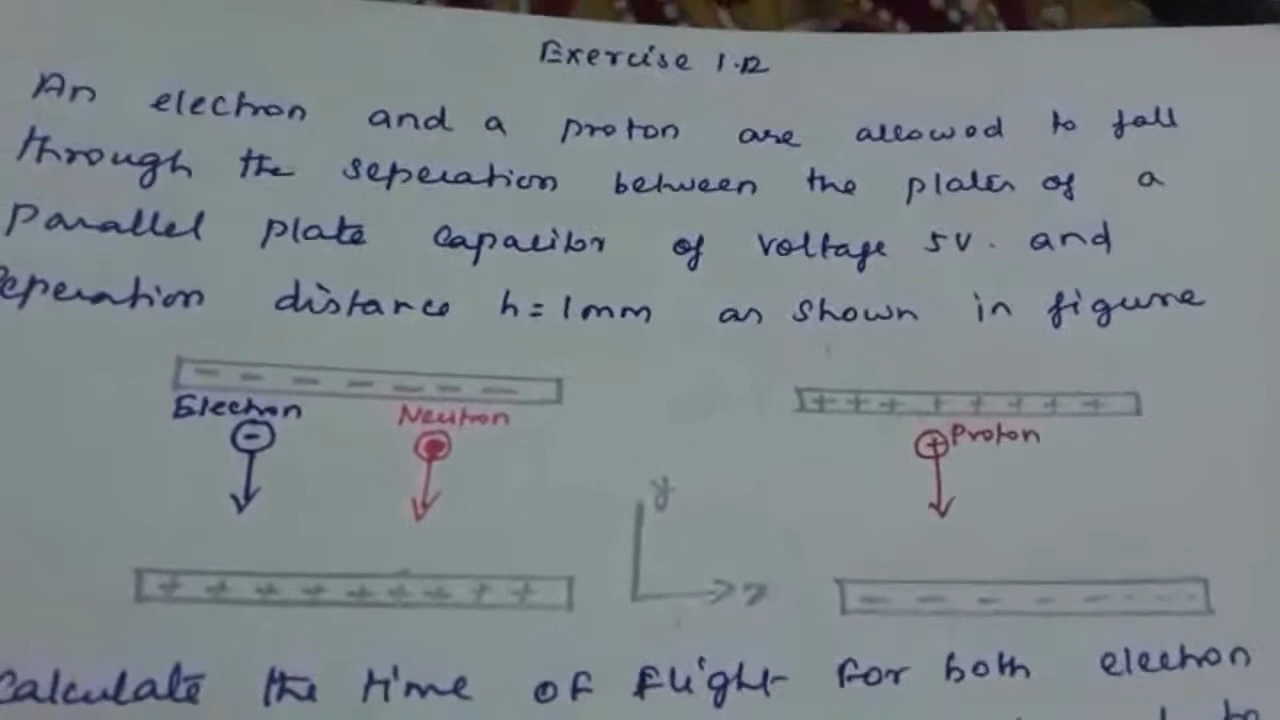 Exercise 1.12
An electron and a proton are allowed to fall
through the seperation between the plates of a
parallel plate capacitor of voltage 5V. and
seperation distance h=1mm as shown in figure
- - - - - - -
+ + + + + + + +
Electron Neutron
Proton
-
+
y
x
+ + + + + + + + +
- - - - - - -
Calculate the time of flight for both electron